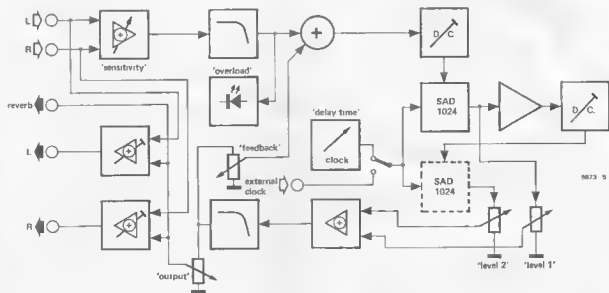 L
R
'sensitivity'
'overload'
D.C.
'delay time'
reverb
SAD
1024
D.C.
L
'feedback'
clock
external
clock
SAD
1024
9873 5
R
'output'
'level 2'
'level 1'